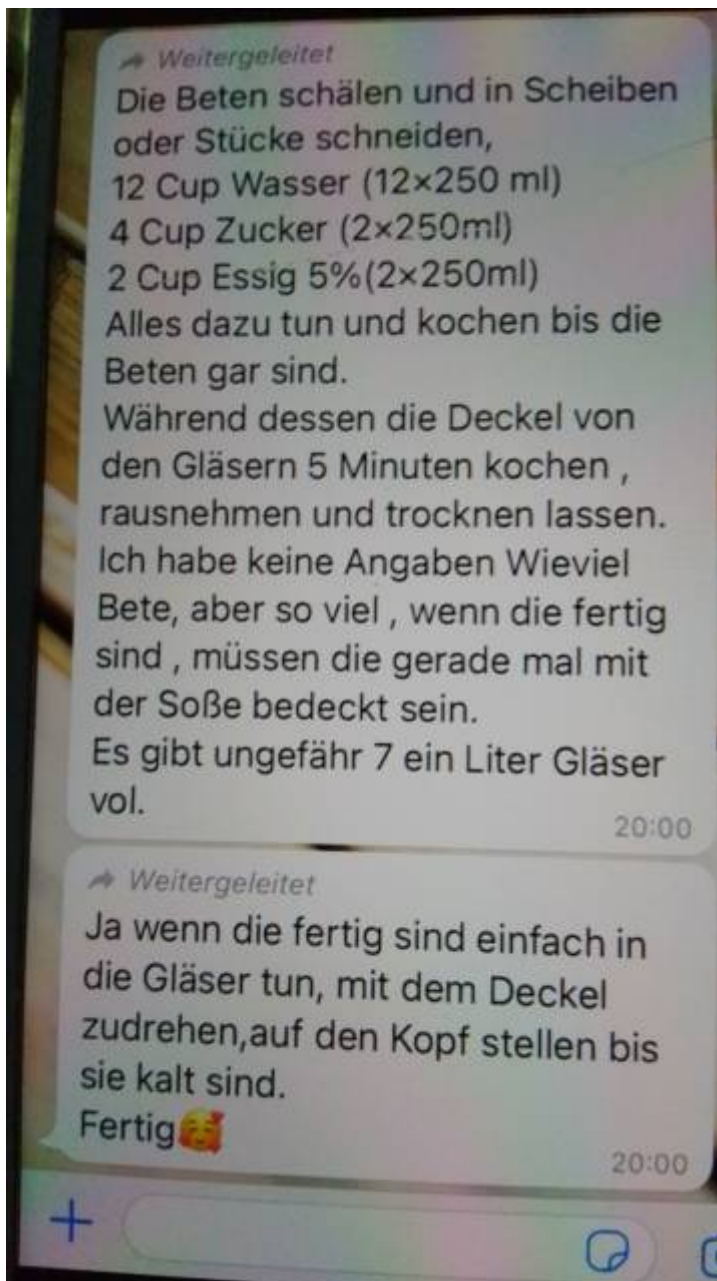 Weitergeleitet
Die Beten schälen und in Scheiben
oder Stücke schneiden,
12 Cup Wasser (12×250 ml)
4 Cup Zucker (2×250ml)
2 Cup Essig 5%(2×250ml)
Alles dazu tun und kochen bis die
Beten gar sind.
Während dessen die Deckel von
den Gläsern 5 Minuten kochen ,
rausnehmen und trocknen lassen.
Ich habe keine Angaben Wieviel
Bete, aber so viel , wenn die fertig
sind , müssen die gerade mal mit
der Soße bedeckt sein.
Es gibt ungefähr 7 ein Liter Gläser
vol.
20:00
Weitergeleitet
Ja wenn die fertig sind einfach in
die Gläser tun, mit dem Deckel
zudrehen,auf den Kopf stellen bis
sie kalt sind.
Fertig🥰
20:00